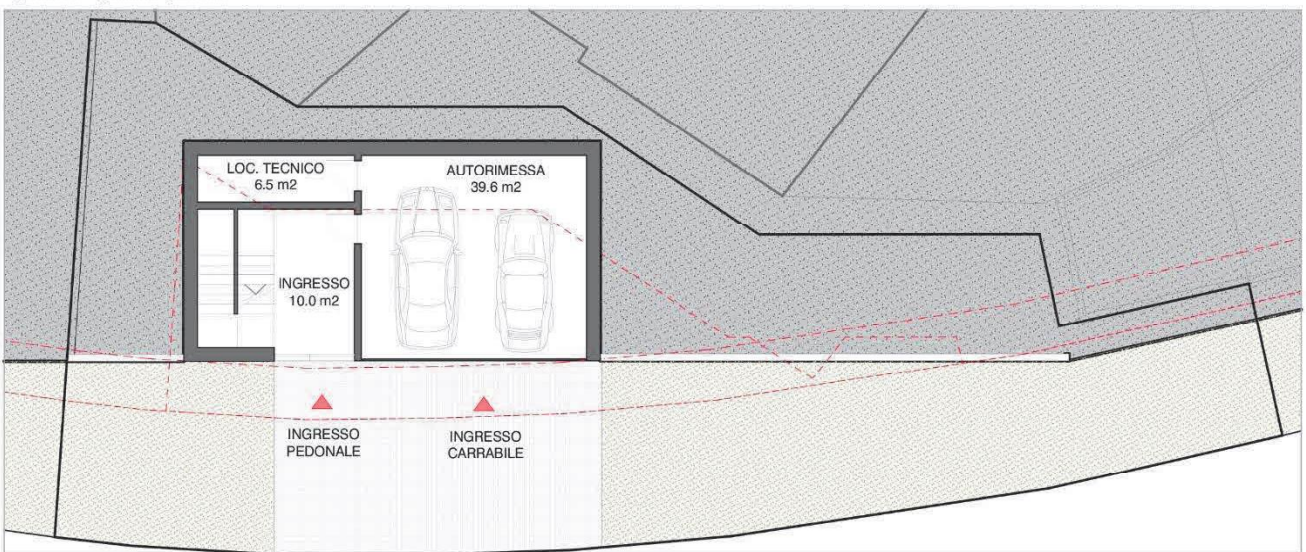 LOC. TECNICO
6.5 m2
AUTORIMESSA
39.6 m2
INGRESSO
10.0 m2
INGRESSO
PEDONALE
INGRESSO
CARRABILE